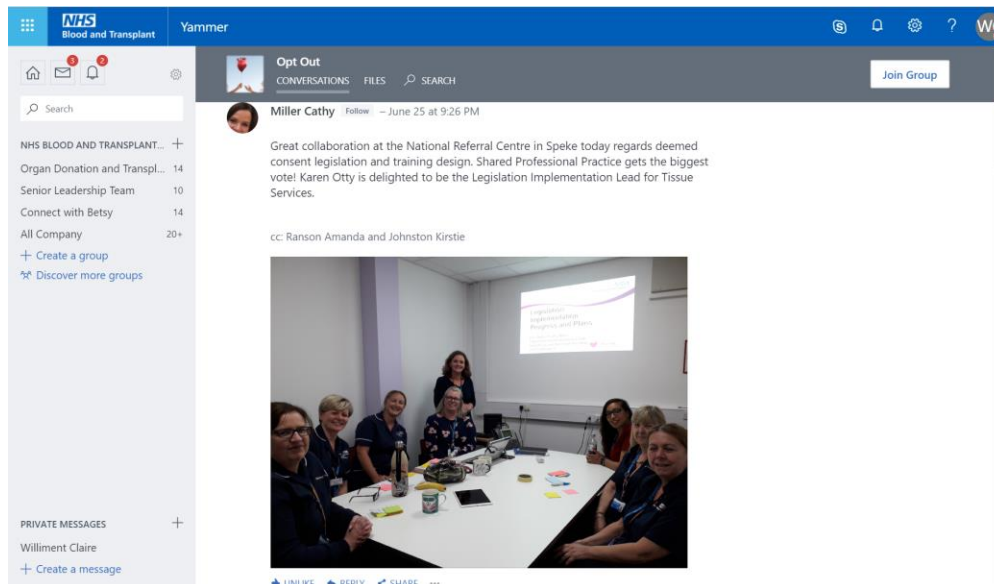 NHS
Blood and Transplant
Yammer
S
?
W
3
2
Search
NHS BLOOD AND TRANSPLANT...
Organ Donation and Transpl... 14
Senior Leadership Team 10
Connect with Betsy 14
All Company 20+
+ Create a group
Discover more groups
PRIVATE MESSAGES
Williment Claire
+ Create a message
Opt Out
CONVERSATIONS FILES SEARCH
Join Group
Miller Cathy Follow – June 25 at 9:26 PM
Great collaboration at the National Referral Centre in Speke today regards deemed
consent legislation and training design. Shared Professional Practice gets the biggest
vote! Karen Otty is delighted to be the Legislation Implementation Lead for Tissue
Services.
cc: Ranson Amanda and Johnston Kirstie
Legislation
Implementation
Progress and Plans
UNLIKE REPLY SHARE ...